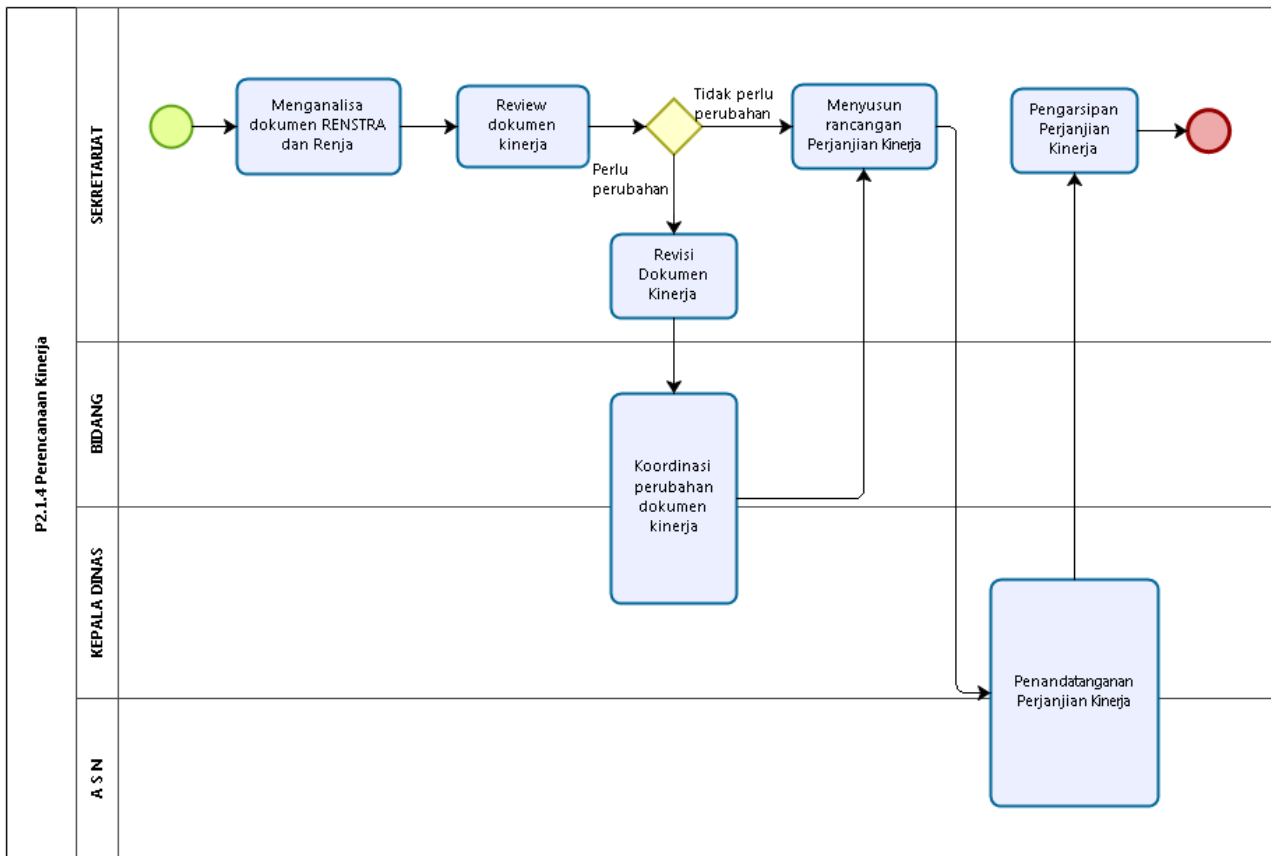 P2.1.4 Perencanaan Kinerja
SEKRETARIAT
Menganalisa
dokumen RENSTRA
dan Renja
Review
dokumen
kinerja
Tidak perlu
perubahan
Perlu
perubahan
Menyusun
rancangan
Perjanjian Kinerja
Pengarsipan
Perjanjian
Kinerja
Revisi
Dokumen
Kinerja
BIDANG
Koordinasi
perubahan
dokumen
kinerja
KEPALA DINAS
Penandatanganan
Perjanjian Kinerja
A S N